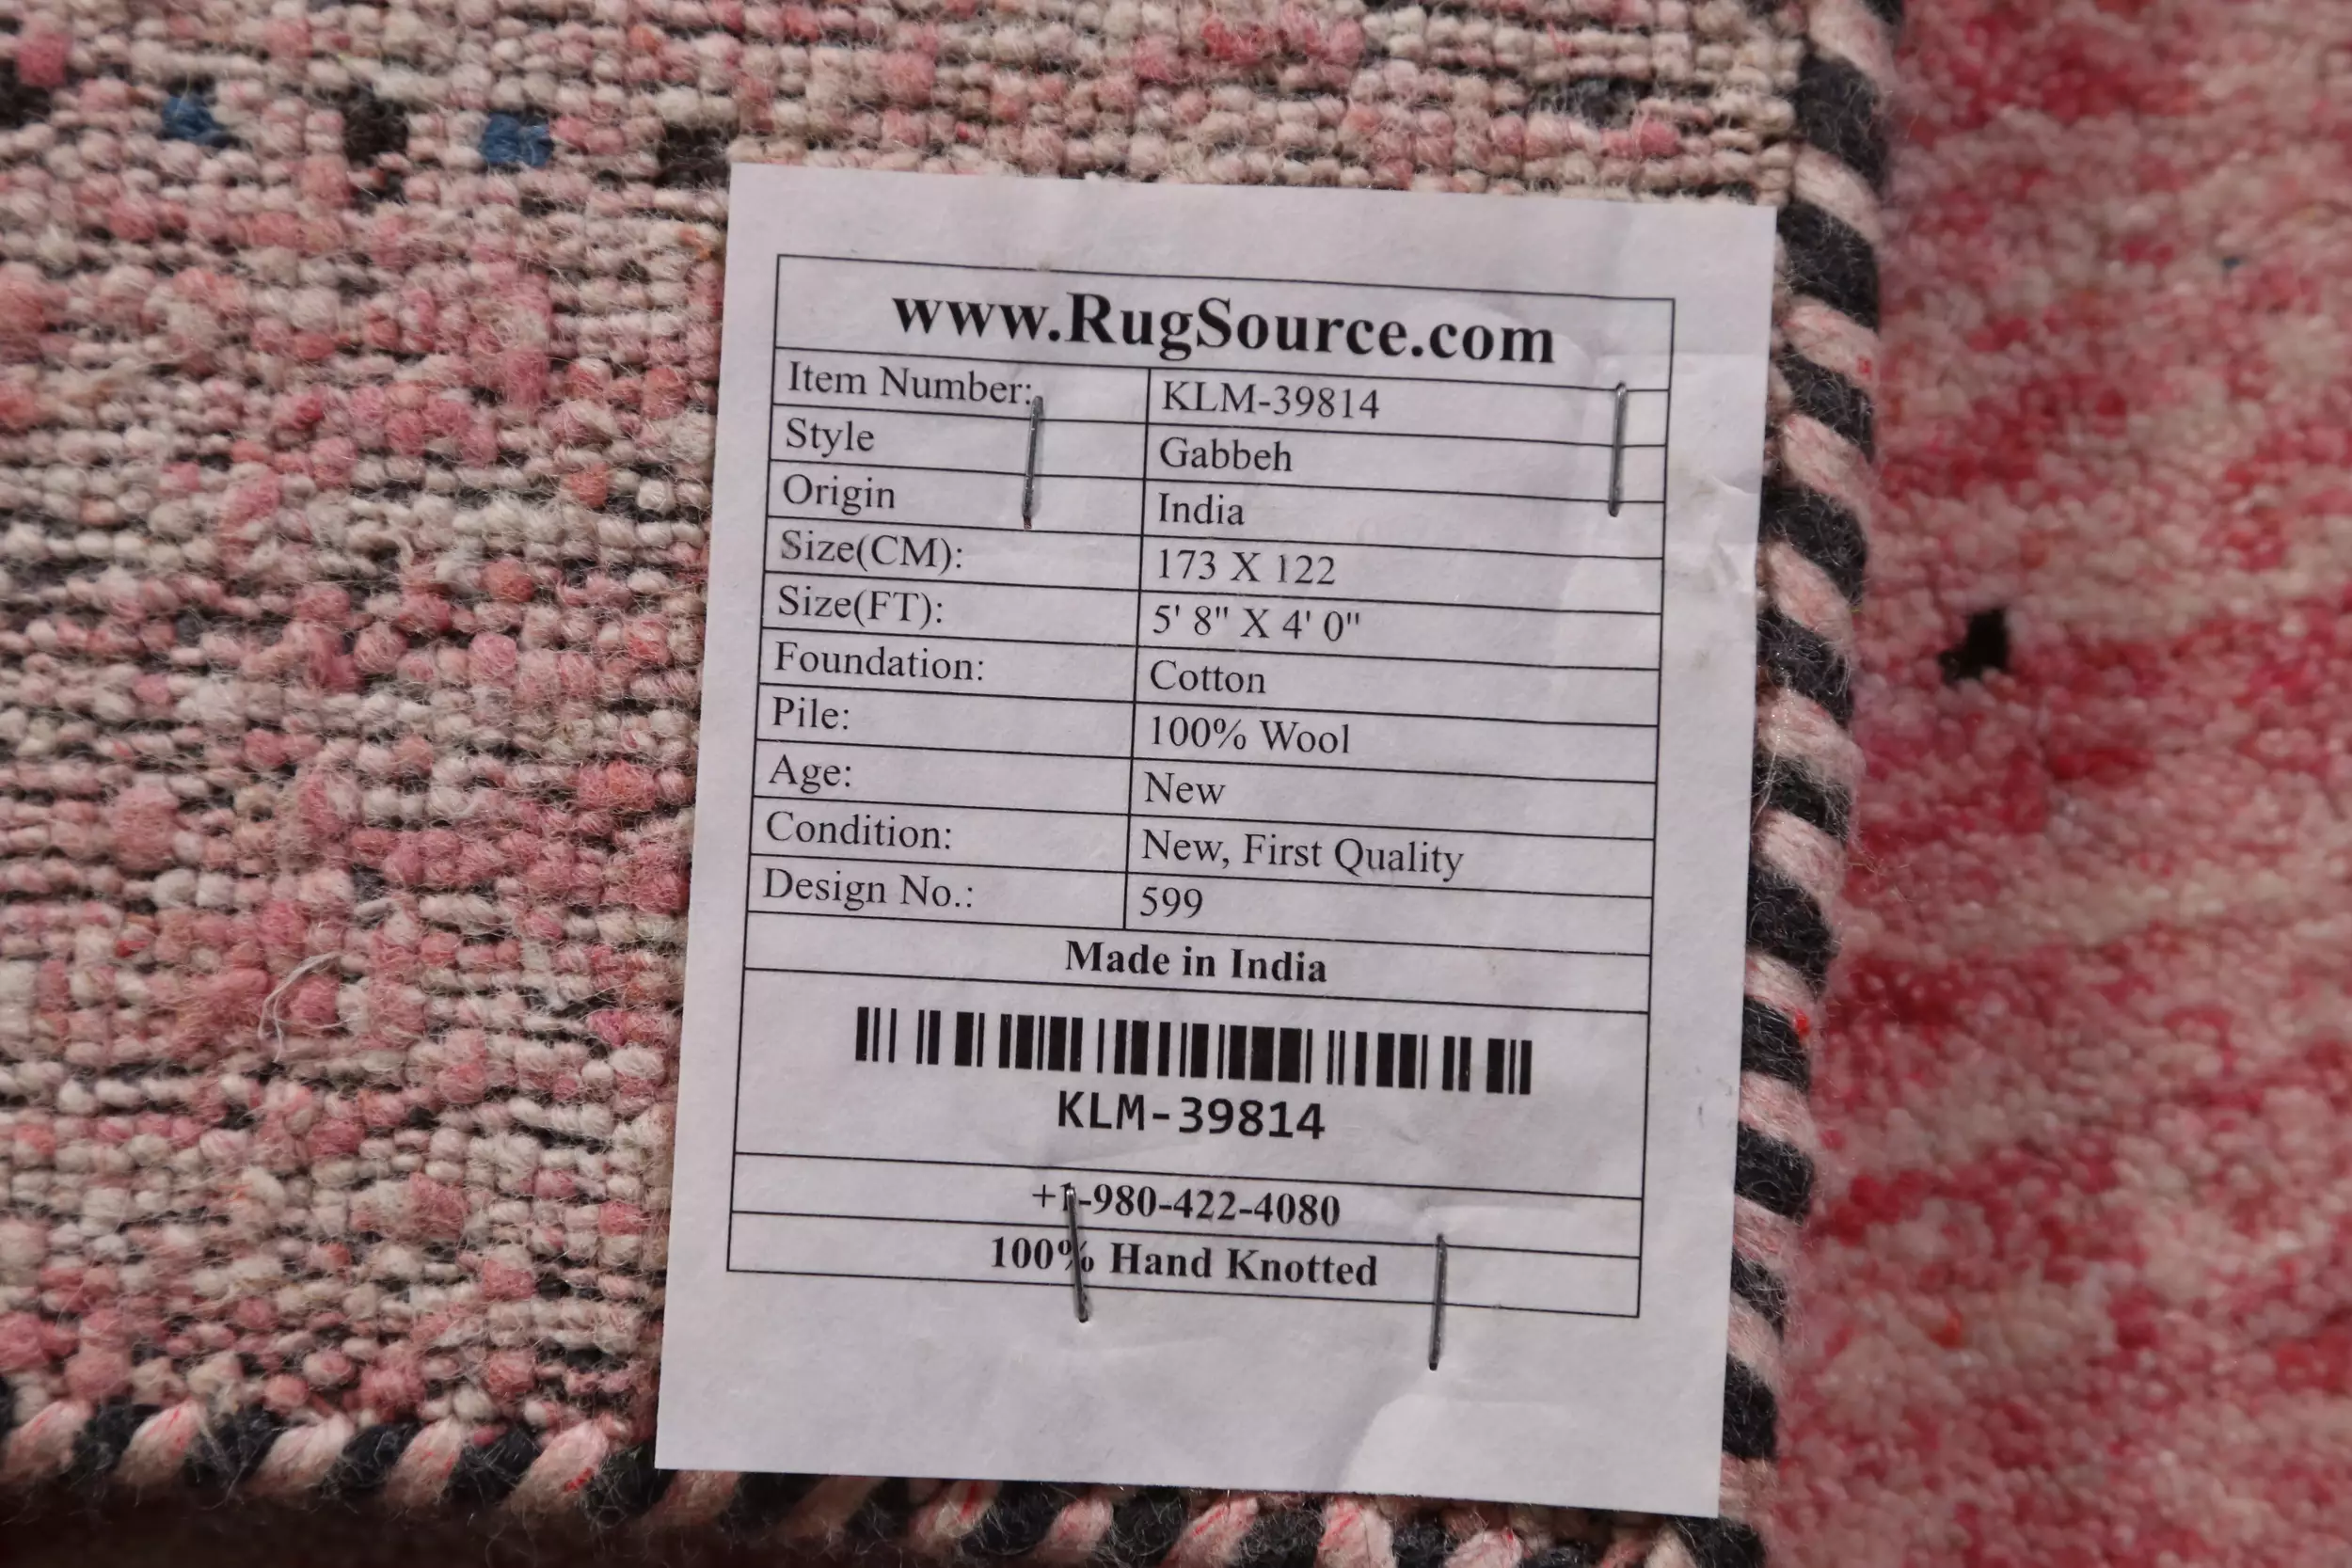 www.RugSource.com
Item Number: KLM-39814
Style Gabbeh
Origin India
Size(CM): 173 X 122
Size(FT): 5' 8" X 4' 0"
Foundation: Cotton
Pile: 100% Wool
Age: New
Condition: New, First Quality
Design No.: 599
Made in India
KLM-39814
+1-980-422-4080
100% Hand Knotted